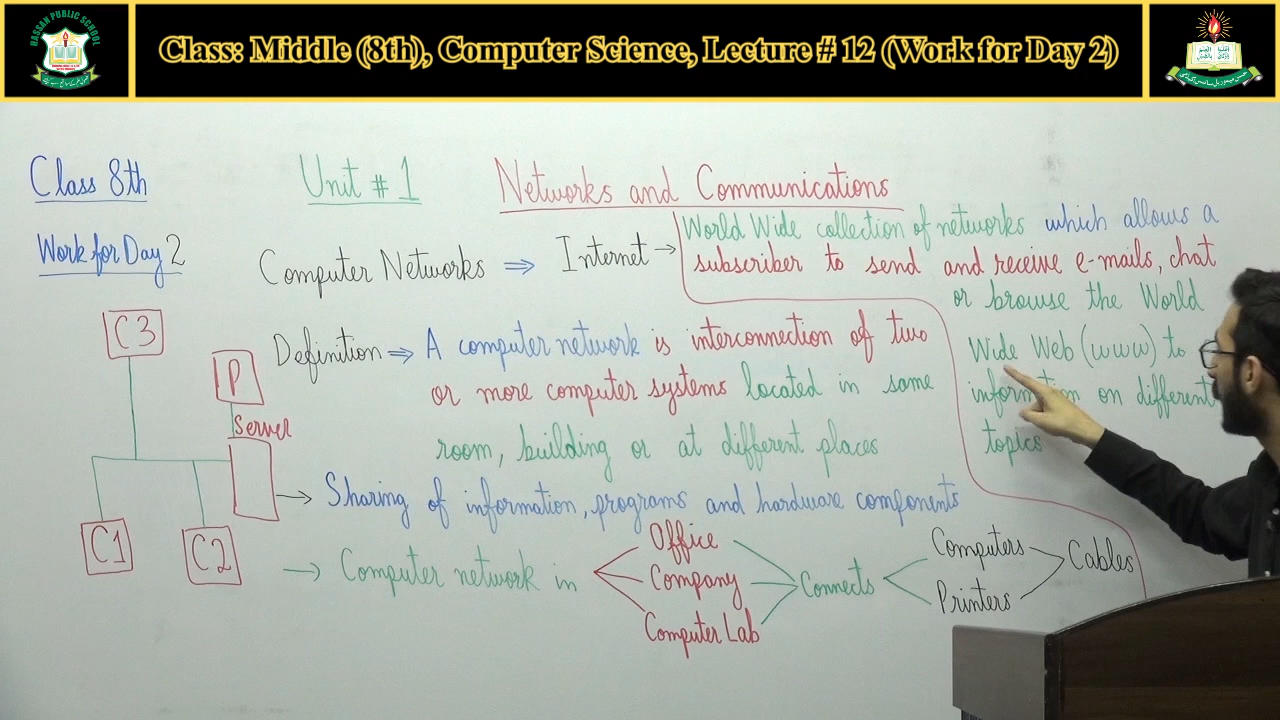 HASSAN PUBLIC SCHOOL
Class: Middle (8th), Computer Science, Lecture # 12 (Work for Day 2)
Class 8th
Unit # 1
Networks and Communications
Work for Day 2
Computer Networks ⇒ Internet →
World Wide collection of networks which allows a
subscriber to send and receive e-mails, chat
or browse the World
Wide Web (www) to
information on different
topics
Definition ⇒ A computer network is interconnection of two
or more computer systems located in same
room, building or at different places
→ Sharing of information, programs and hardware components
→ Computer network in
Office
Company
Computer Lab
Connects
Computers
Printers
Cables
C3
P
Server
C1
C2